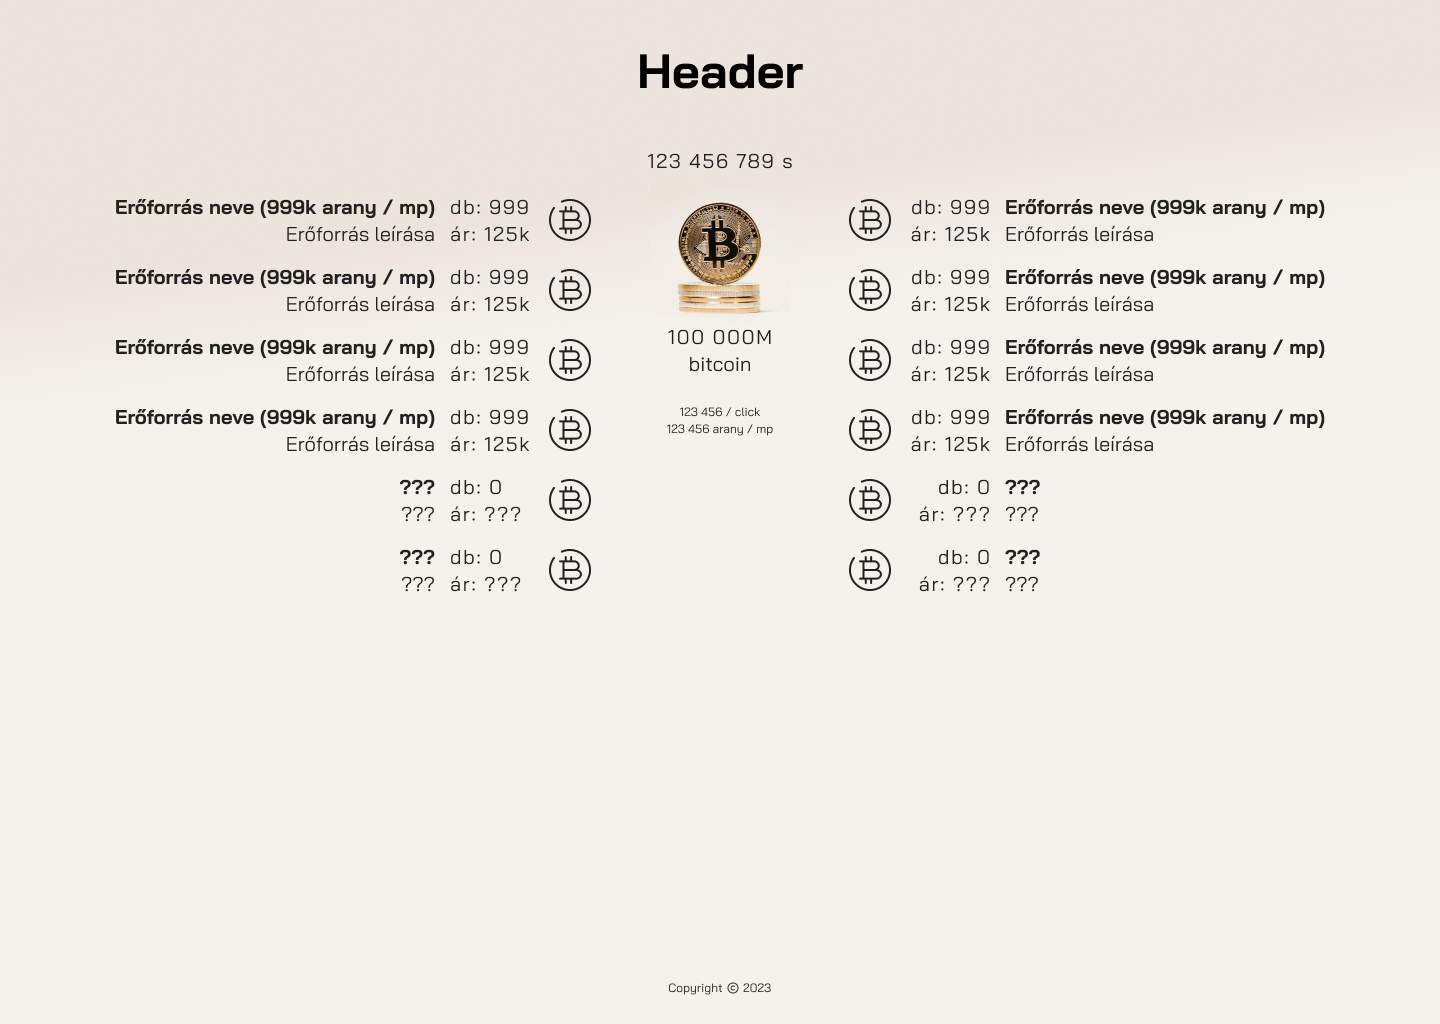 Header
123 456 789 s
Erőforrás neve (999k arany / mp) db: 999
Erőforrás leírása ár: 125k
Erőforrás neve (999k arany / mp) db: 999
Erőforrás leírása ár: 125k
Erőforrás neve (999k arany / mp) db: 999
Erőforrás leírása ár: 125k
Erőforrás neve (999k arany / mp) db: 999
Erőforrás leírása ár: 125k
??? db: 0
??? ár: ???
??? db: 0
??? ár: ???
100 000M
bitcoin
123 456 / click
123 456 arany / mp
db: 999 Erőforrás neve (999k arany / mp)
ár: 125k Erőforrás leírása
db: 999 Erőforrás neve (999k arany / mp)
ár: 125k Erőforrás leírása
db: 999 Erőforrás neve (999k arany / mp)
ár: 125k Erőforrás leírása
db: 999 Erőforrás neve (999k arany / mp)
ár: 125k Erőforrás leírása
db: 0 ???
ár: ??? ???
db: 0 ???
ár: ??? ???
Copyright © 2023